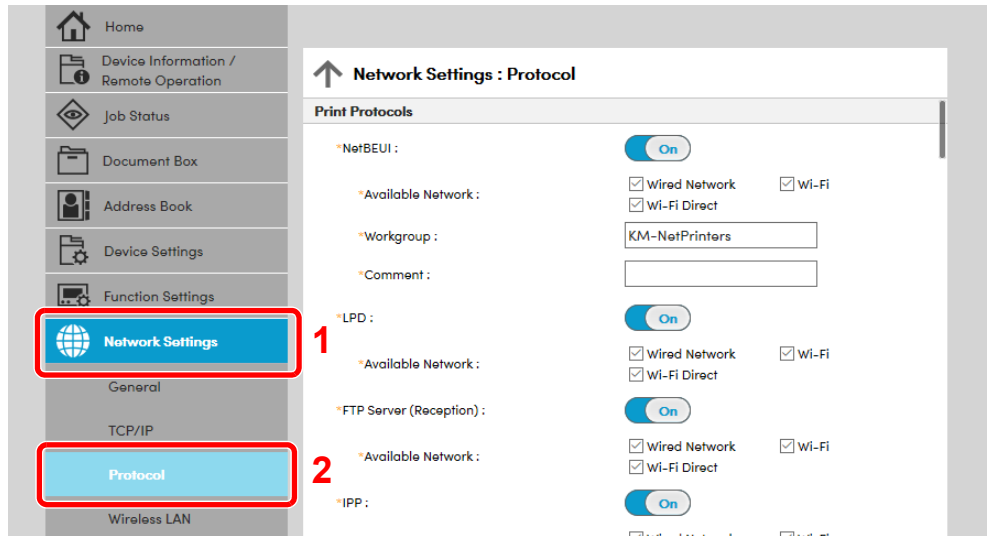 Home
Device Information /
Remote Operation
Job Status
Document Box
Address Book
Device Settings
Function Settings
Network Settings
1
General
TCP/IP
Protocol
2
Wireless LAN
Network Settings : Protocol
Print Protocols
*NetBEUI : On
*Available Network : Wired Network Wi-Fi
Wi-Fi Direct
*Workgroup : KM-NetPrinters
*Comment :
*LPD : On
*Available Network : Wired Network Wi-Fi
Wi-Fi Direct
*FTP Server (Reception) : On
*Available Network : Wired Network Wi-Fi
Wi-Fi Direct
*IPP : On